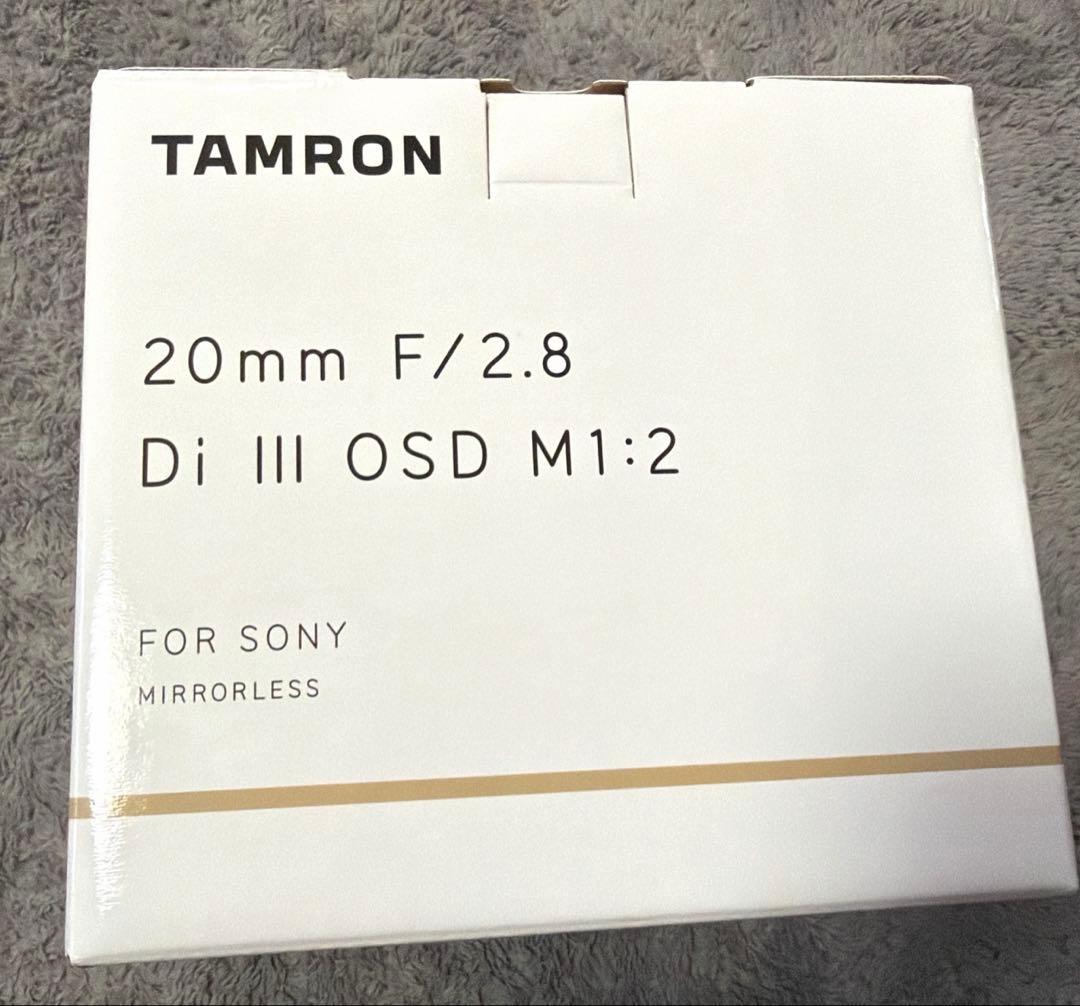 TAMRON
20mm F/2.8
Di III OSD M1:2
FOR SONY
MIRRORLESS